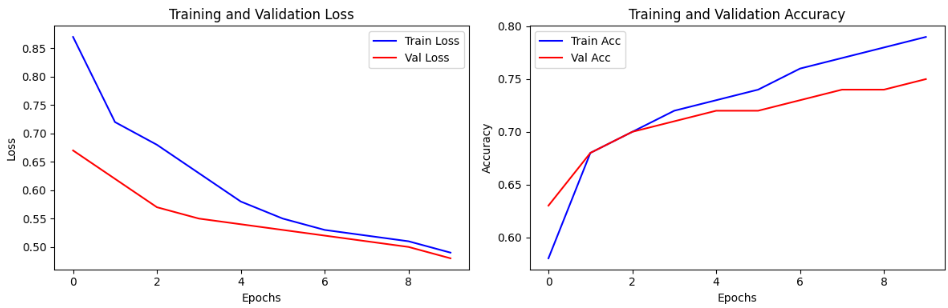 Training and Validation Loss
Train Loss
Val Loss
Loss
0.85
0.80
0.75
0.70
0.65
0.60
0.55
0.50
0 2 4 6 8
Epochs
Training and Validation Accuracy
Train Acc
Val Acc
Accuracy
0.80
0.75
0.70
0.65
0.60
0 2 4 6 8
Epochs